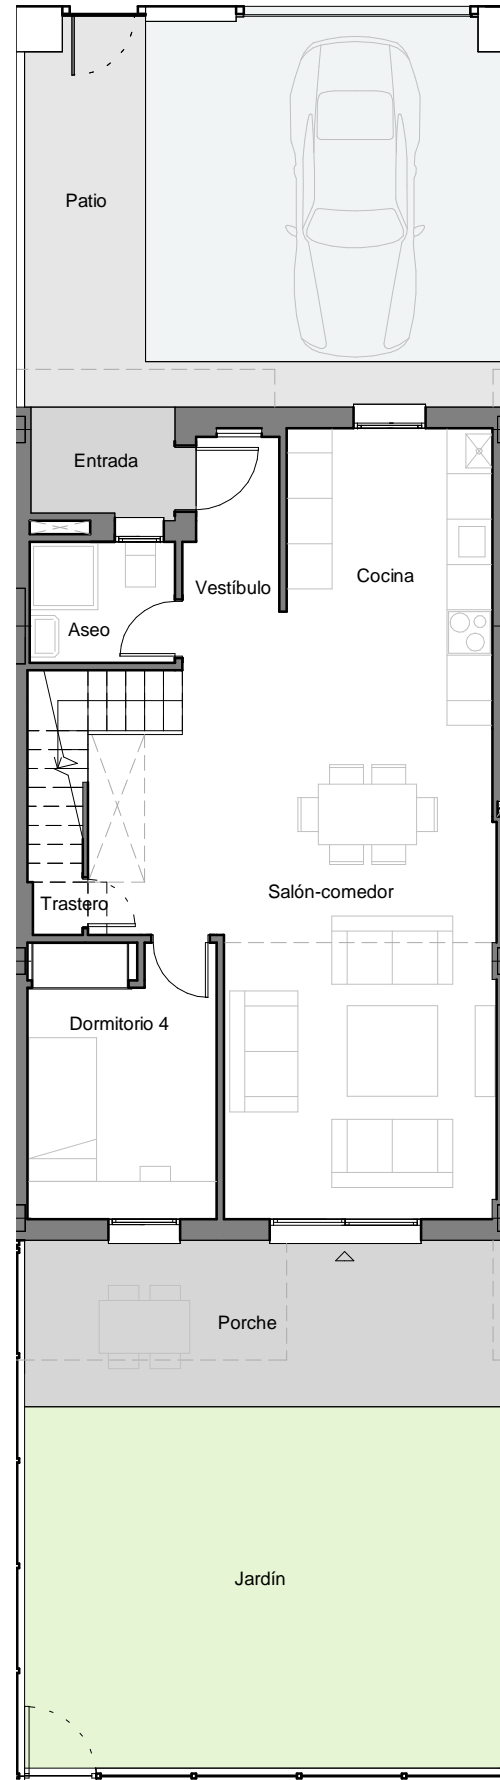 Patio
Entrada
Cocina
Vestíbulo
Aseo
Salón-comedor
Trastero
Dormitorio 4
Porche
Jardín